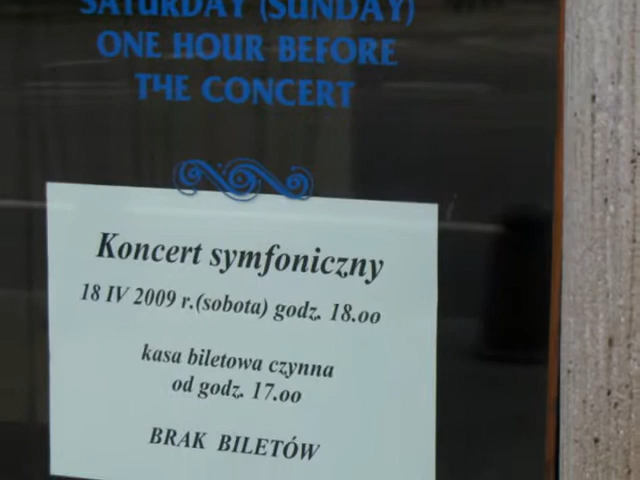 SATURDAY (SUNDAY)
ONE HOUR BEFORE
THE CONCERT
Koncert symfoniczny
18 IV 2009 r.(sobota) godz. 18.oo
kasa biletowa czynna
od godz. 17.oo
BRAK BILETÓW